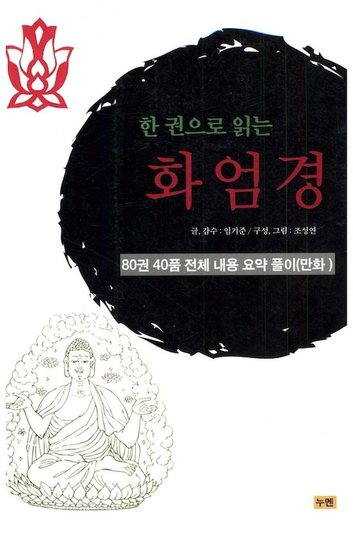 한 권으로 읽는
화엄경
글, 감수 : 임기준 / 구성, 그림 : 조성연
80권 40품 전체 내용 요약 풀이(만화 )
누멘